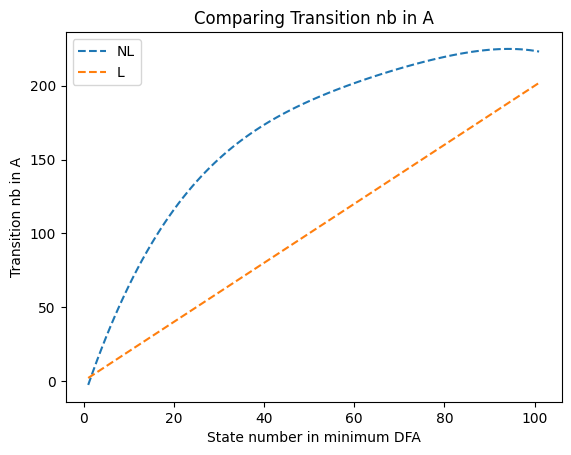 Comparing Transition nb in A
NL
L
Transition nb in A
200
150
100
50
0
0 20 40 60 80 100
State number in minimum DFA